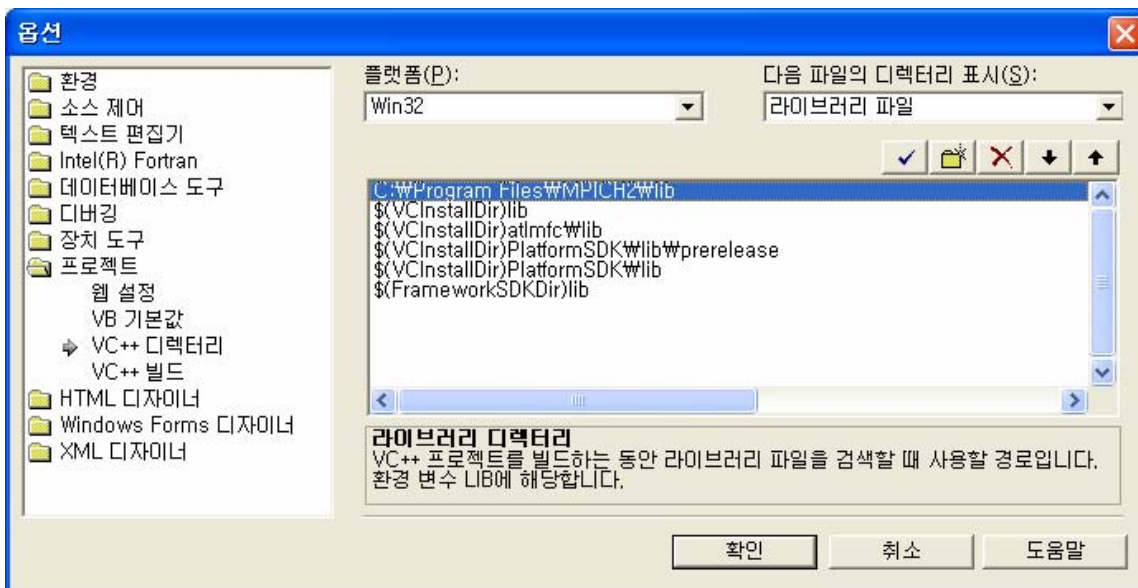 옵션
환경
소스 제어
텍스트 편집기
Intel(R) Fortran
데이터베이스 도구
디버깅
장치 도구
프로젝트
웹 설정
VB 기본값
VC++ 디렉터리
VC++ 빌드
HTML 디자이너
Windows Forms 디자이너
XML 디자이너
플랫폼(P):
Win32
다음 파일의 디렉터리 표시(S):
라이브러리 파일
C:₩Program Files₩MPICH2₩lib
$(VCInstallDir)lib
$(VCInstallDir)atlmfc₩lib
$(VCInstallDir)PlatformSDK₩lib₩prerelease
$(VCInstallDir)PlatformSDK₩lib
$(FrameworkSDKDir)lib
라이브러리 디렉터리
VC++ 프로젝트를 빌드하는 동안 라이브러리 파일을 검색할 때 사용할 경로입니다.
환경 변수 LIB에 해당합니다.
확인
취소
도움말